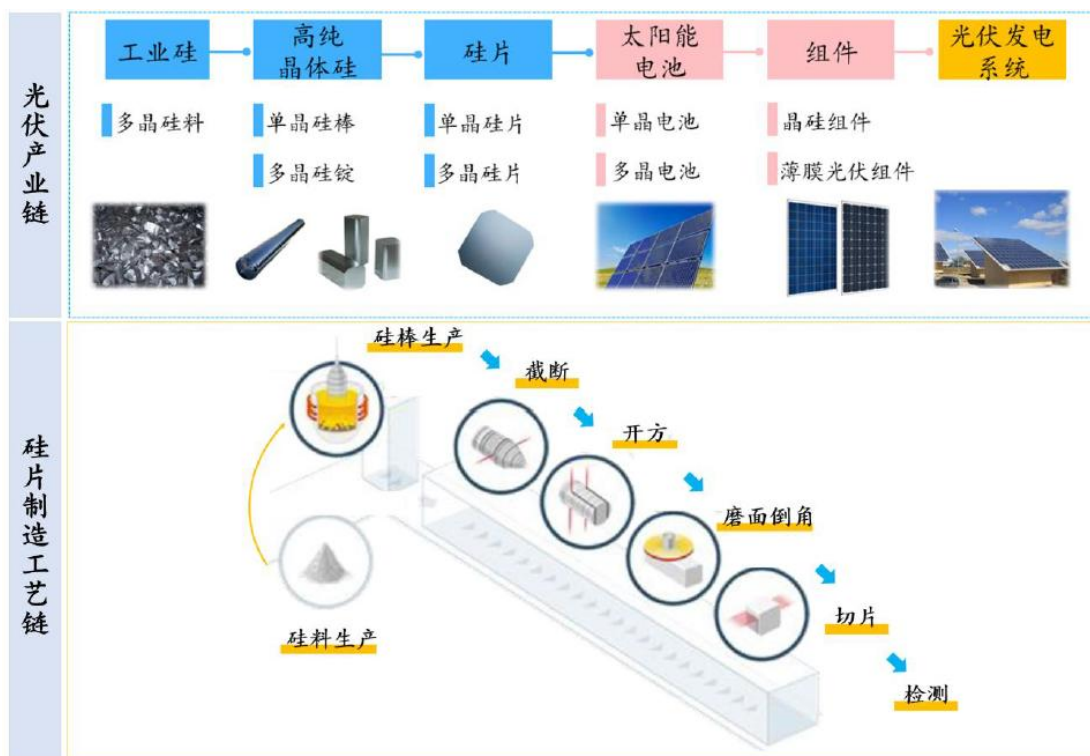 光伏产业链
工业硅
高纯
晶体硅
硅片
太阳能
电池
组件
光伏发电
系统
多晶硅料
单晶硅棒
单晶硅片
单晶电池
晶硅组件
多晶硅锭
多晶硅片
多晶电池
薄膜光伏组件
硅片制造工艺链
硅棒生产
截断
开方
磨面倒角
切片
检测
硅料生产